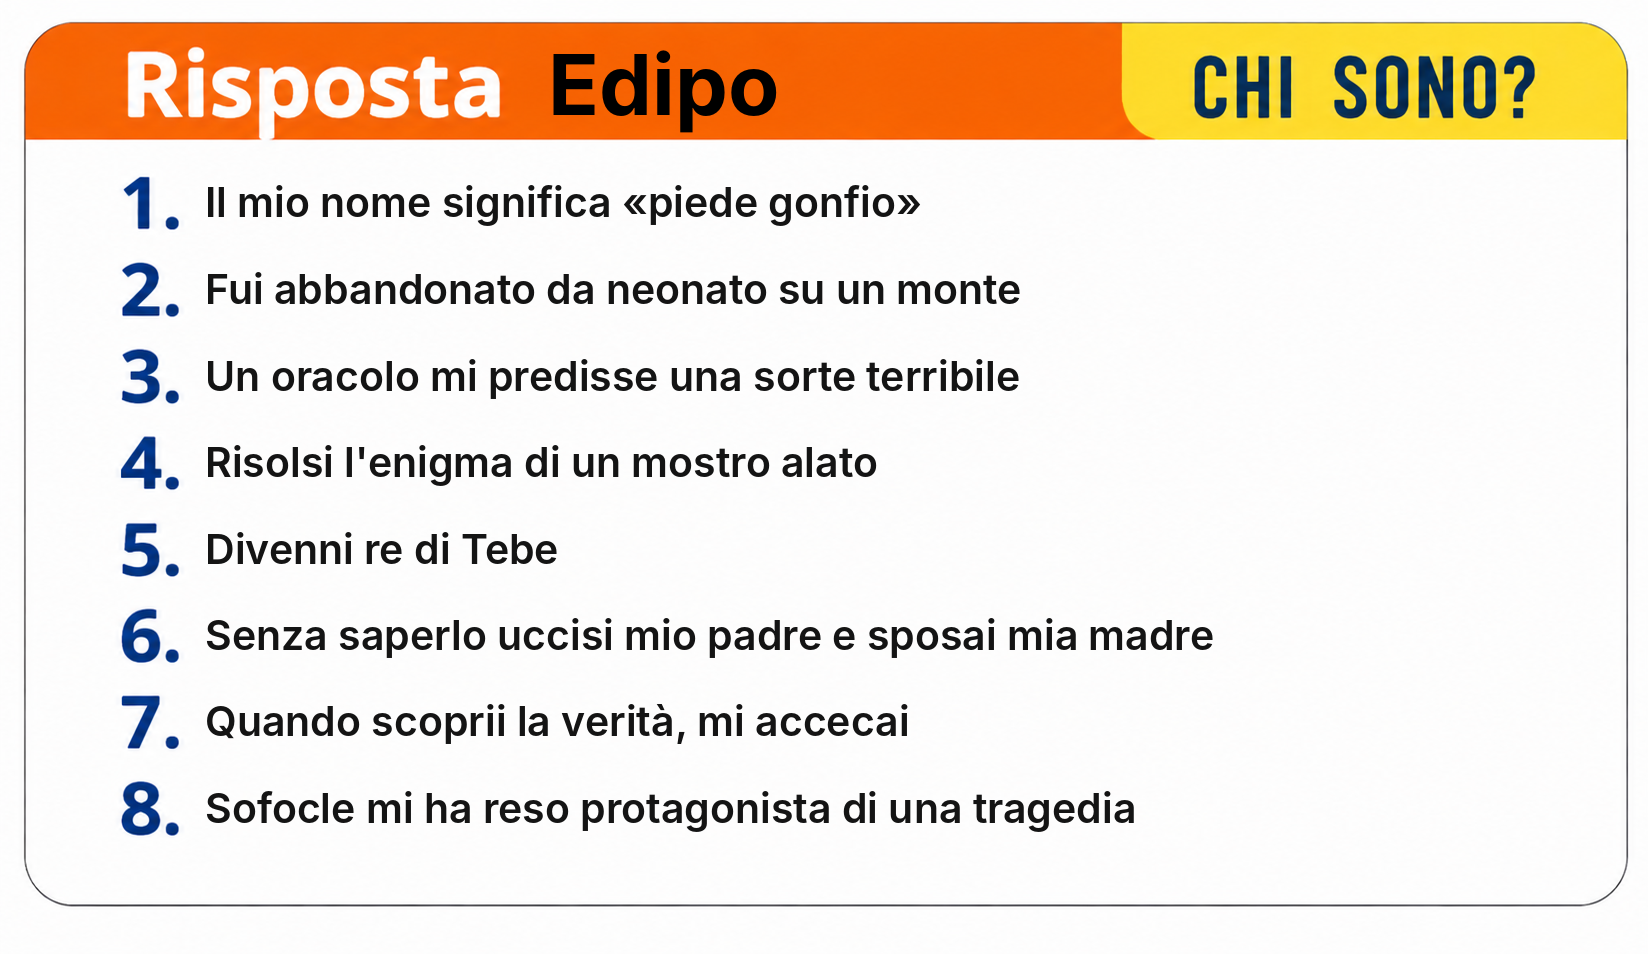 Risposta Edipo CHI SONO?
1. Il mio nome significa «piede gonfio»
2. Fui abbandonato da neonato su un monte
3. Un oracolo mi predisse una sorte terribile
4. Risolsi l'enigma di un mostro alato
5. Divenni re di Tebe
6. Senza saperlo uccisi mio padre e sposai mia madre
7. Quando scoprii la verità, mi accecai
8. Sofocle mi ha reso protagonista di una tragedia